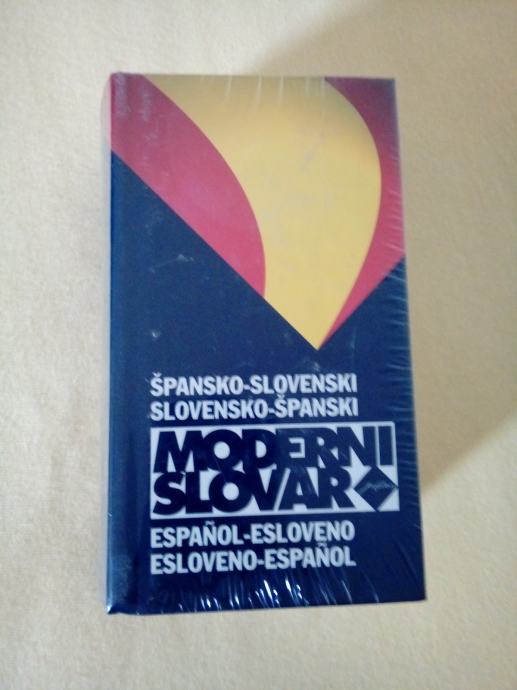 ŠPANSKO-SLOVENSKI
SLOVENSKO-ŠPANSKI
MODERNI
SLOVAR
ESPAÑOL-ESLOVENO
ESLOVENO-ESPAÑOL